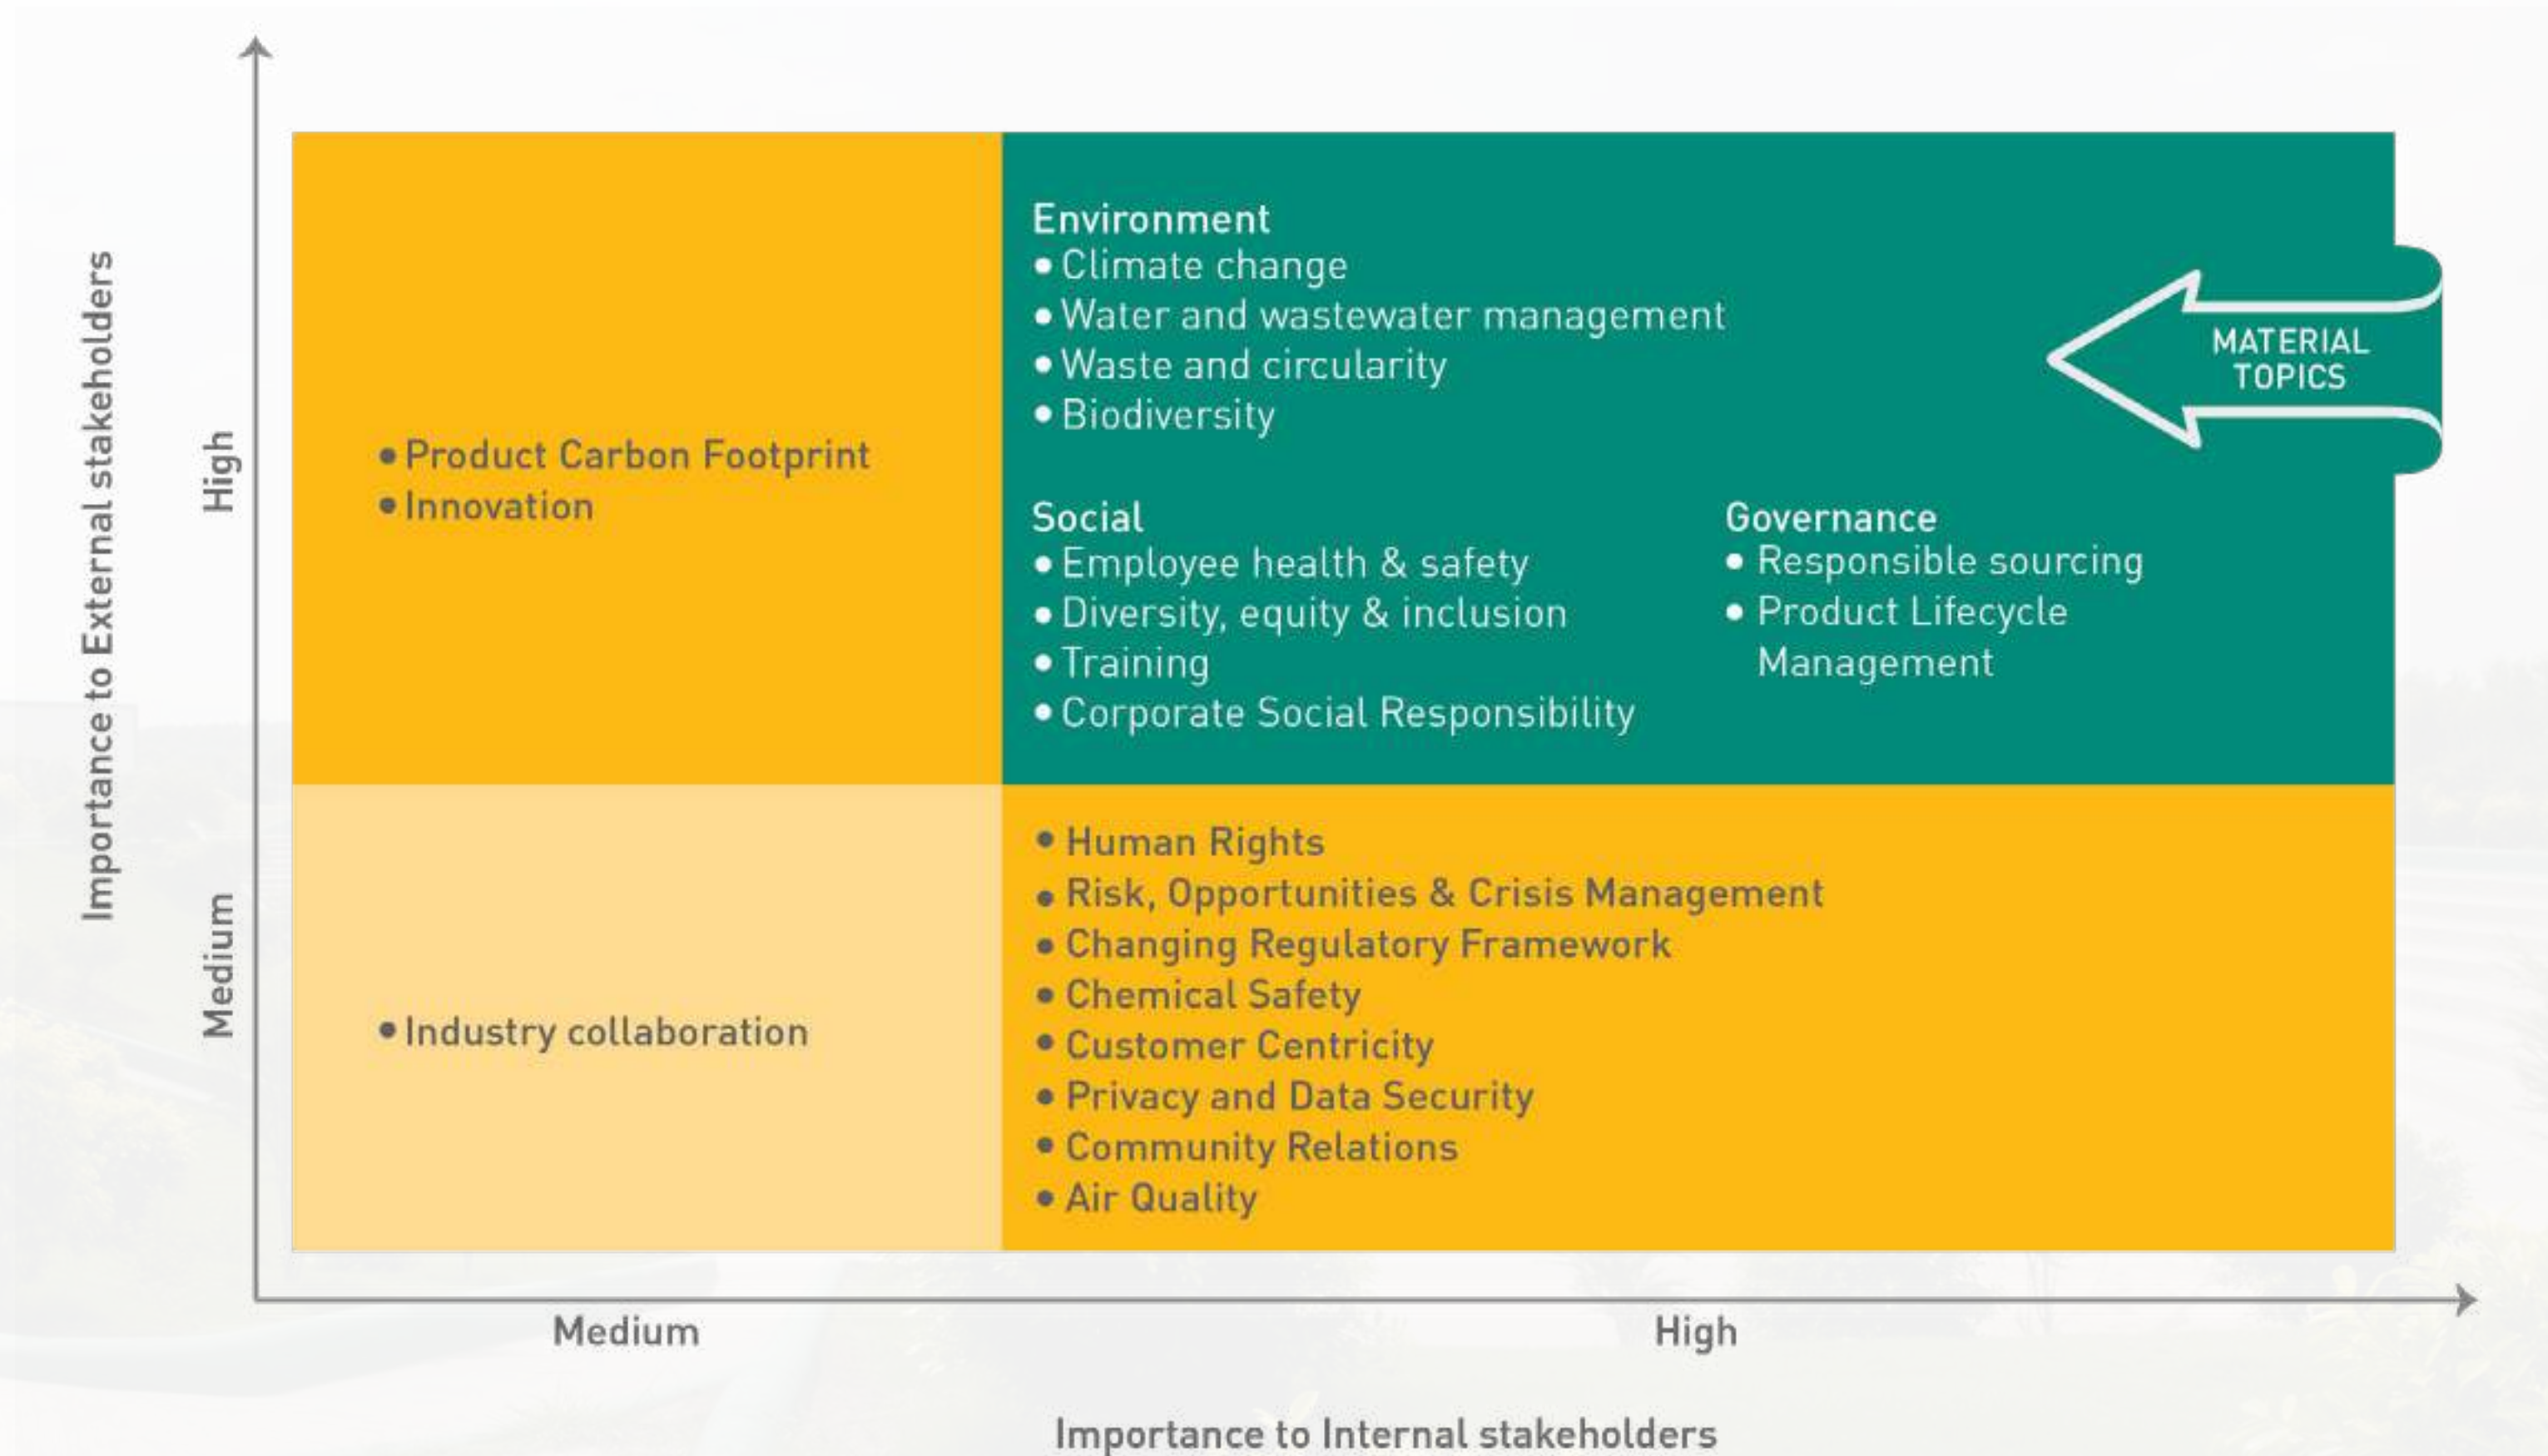 Importance to External stakeholders
High
Medium
• Product Carbon Footprint
• Innovation
Environment
• Climate change
• Water and wastewater management
• Waste and circularity
• Biodiversity
MATERIAL
TOPICS
Social
• Employee health & safety
• Diversity, equity & inclusion
• Training
• Corporate Social Responsibility
Governance
• Responsible sourcing
• Product Lifecycle
Management
• Industry collaboration
• Human Rights
• Risk, Opportunities & Crisis Management
• Changing Regulatory Framework
• Chemical Safety
• Customer Centricity
• Privacy and Data Security
• Community Relations
• Air Quality
Medium
High
Importance to Internal stakeholders